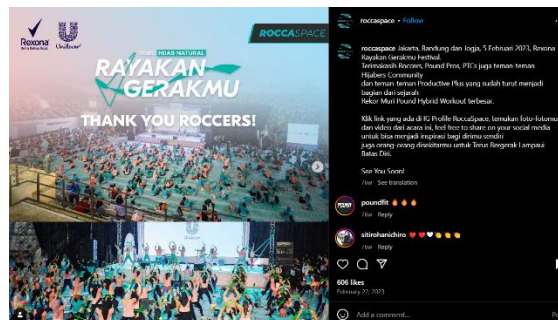 Rexona
Unilever
ROCCASPACE
HIJAB NATURAL
RAYAKAN
GERAKMU
THANK YOU ROCCERS!
Unilever
roccaspace • Follow
roccaspace Jakarta, Bandung dan Jogja, 5 Februari 2023, Rexona
Rayakan Gerakmu Festival.
Terimakasih Roccers, Pound Pros, PTCs juga teman teman
Hijabers Community
dan teman teman Productive Plus yang sudah turut menjadi
bagian dari sejarah
Rekor Muri Pound Hybrid Workout terbesar.
Klik link yang ada di IG Profile RoccaSpace, temukan foto-fotomu
dan video dari acara ini, feel free to share on your social media
untuk bisa menjadi inspirasi bagi dirimu sendiri
juga orang-orang disekitarmu untuk Terus Bergerak Lampaui
Batas Diri.
See You Soon!
See translation
poundfit 🔥 🔥 🔥
76w Reply
sitirohanichiro ❤️ ❤️ 🤍 👏 👏 👏
Reply
606 likes
February 22, 2023
Add a comment...